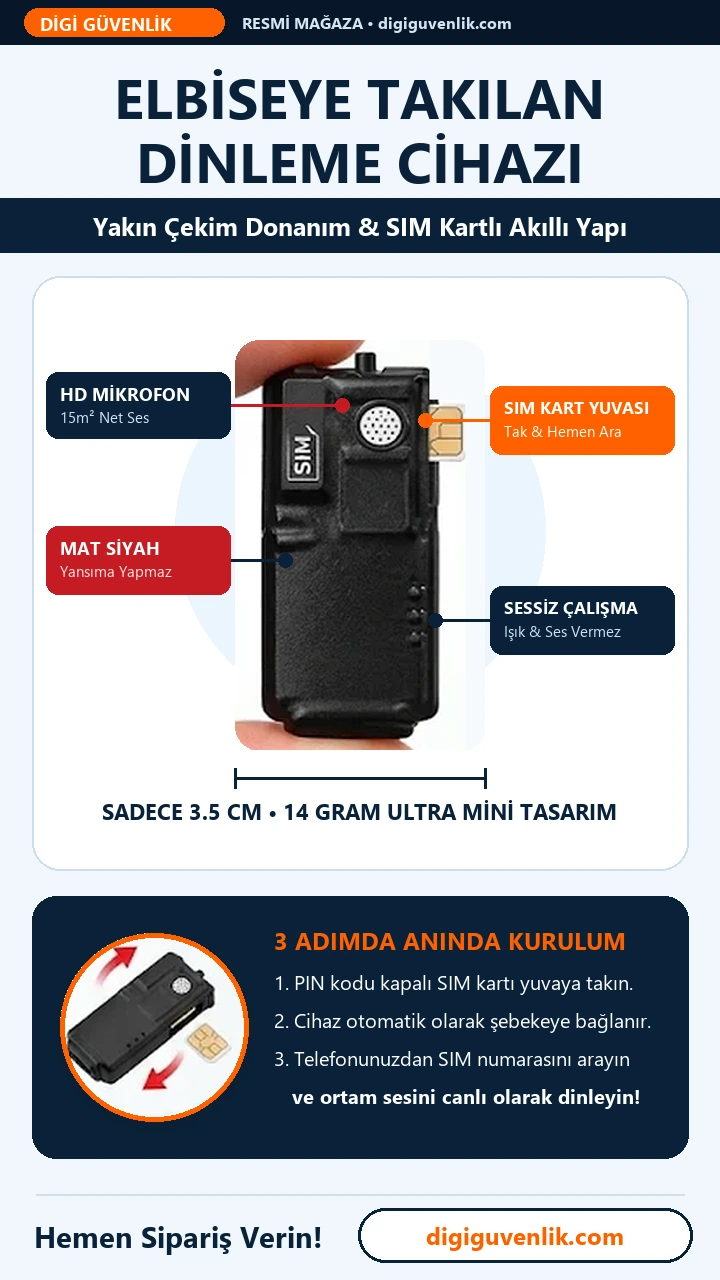 DİGİ GÜVENLİK
RESMİ MAĞAZA • digiguvenlik.com
ELBİSEYE TAKILAN
DİNLEME CİHAZI
Yakın Çekim Donanım & SIM Kartlı Akıllı Yapı
HD MİKROFON
15m² Net Ses
SIM KART YUVASI
Tak & Hemen Ara
SIM
MAT SİYAH
Yansıma Yapmaz
SESSİZ ÇALIŞMA
Işık & Ses Vermez
SADECE 3.5 CM • 14 GRAM ULTRA MİNİ TASARIM
3 ADIMDA ANINDA KURULUM
1. PIN kodu kapalı SIM kartı yuvaya takın.
2. Cihaz otomatik olarak şebekeye bağlanır.
3. Telefonunuzdan SIM numarasını arayın
ve ortam sesini canlı olarak dinleyin!
Hemen Sipariş Verin!
digiguvenlik.com